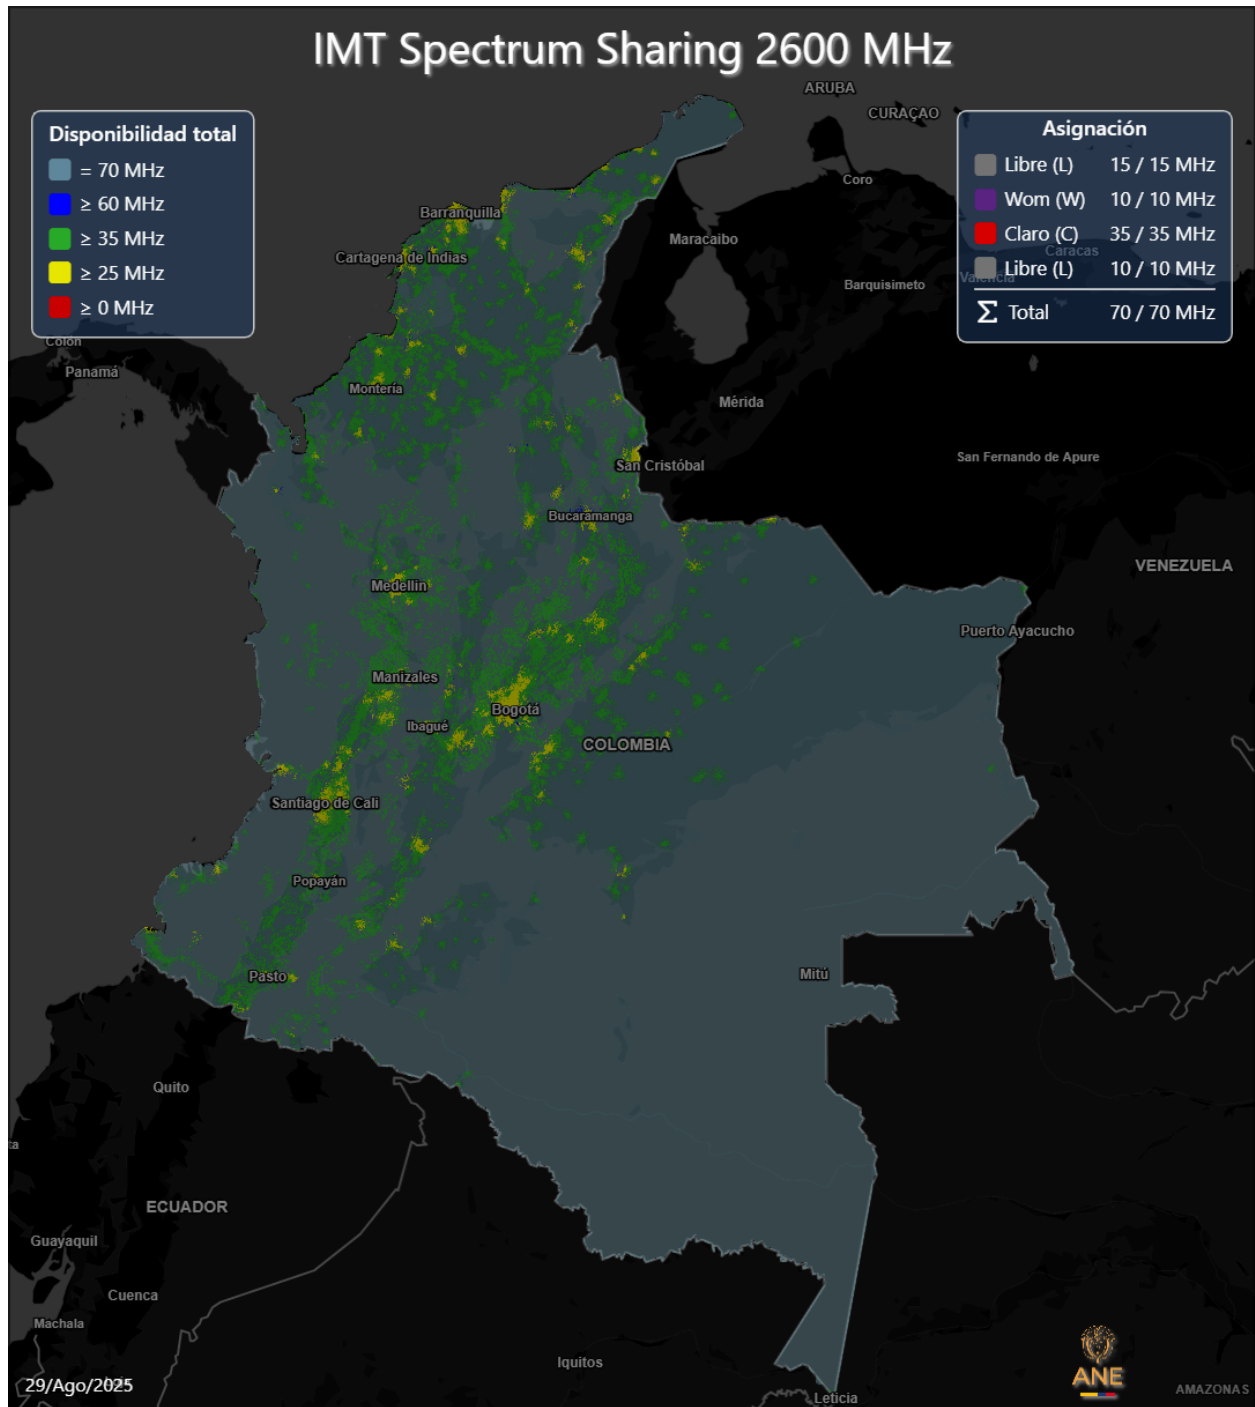 IMT Spectrum Sharing 2600 MHz
Disponibilidad total
= 70 MHz
≥ 60 MHz
≥ 35 MHz
≥ 25 MHz
≥ 0 MHz
Asignación
Libre (L) 15 / 15 MHz
Wom (W) 10 / 10 MHz
Claro (C) 35 / 35 MHz
Libre (L) 10 / 10 MHz
Σ Total 70 / 70 MHz
ARUBA
CURAÇAO
Coro
Barranquilla
Maracaibo
Caracas
Cartagena de Indias
Valencia
Barquisimeto
Colón
Panamá
Montería
Mérida
San Fernando de Apure
San Cristóbal
Bucaramanga
VENEZUELA
Medellín
Puerto Ayacucho
Manizales
Bogotá
Ibagué
COLOMBIA
Santiago de Cali
Popayán
Mitú
Pasto
Quito
ECUADOR
Guayaquil
Cuenca
Machala
Iquitos
29/Ago/2025
ANE
AMAZONAS
Leticia